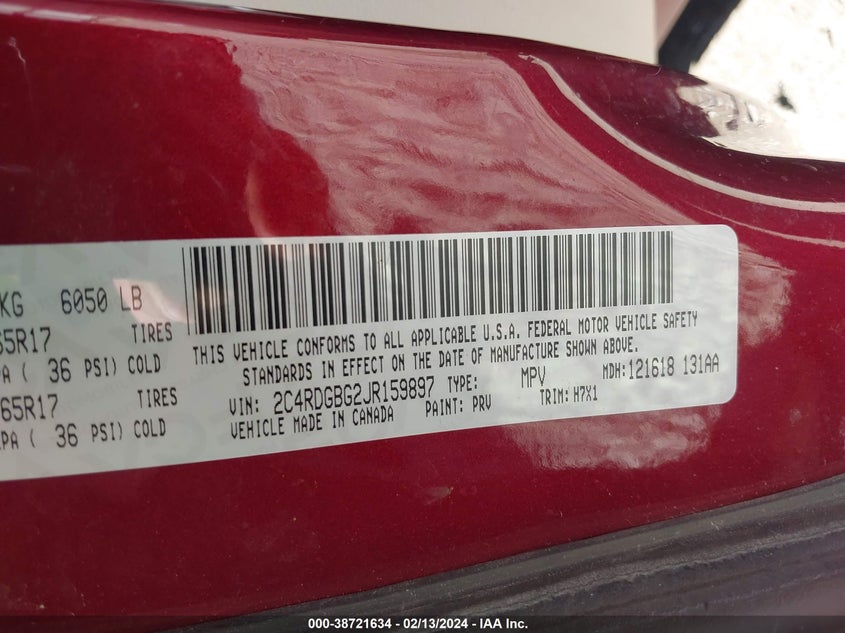 KG 6050 LB
65R17 TIRES
PA ( 36 PSI) COLD
65R17 TIRES
KPA ( 36 PSI) COLD
THIS VEHICLE CONFORMS TO ALL APPLICABLE U.S.A. FEDERAL MOTOR VEHICLE SAFETY
STANDARDS IN EFFECT ON THE DATE OF MANUFACTURE SHOWN ABOVE.
VIN: 2C4RDGBG2JR159897 TYPE: MPV MDH: 121618 131AA
VEHICLE MADE IN CANADA PAINT: PRV TRIM: H7X1
000-38721634 — 02/13/2024 — IAA Inc.